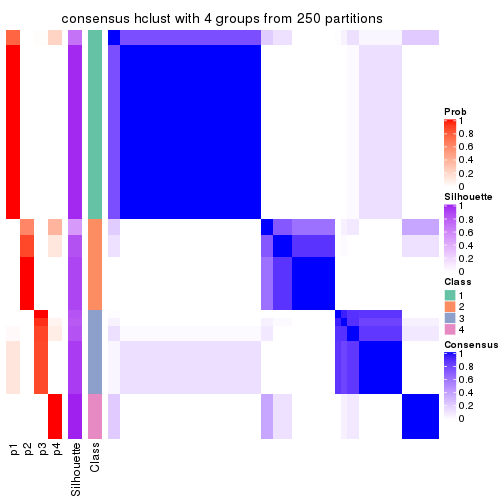 consensus hclust with 4 groups from 250 partitions
Prob
1
0.8
0.6
0.4
0.2
0
Silhouette
1
0.8
0.6
0.4
0.2
0
Class
1
2
3
4
Consensus
1
0.8
0.6
0.4
0.2
0
p1
p2
p3
p4
Silhouette
Class